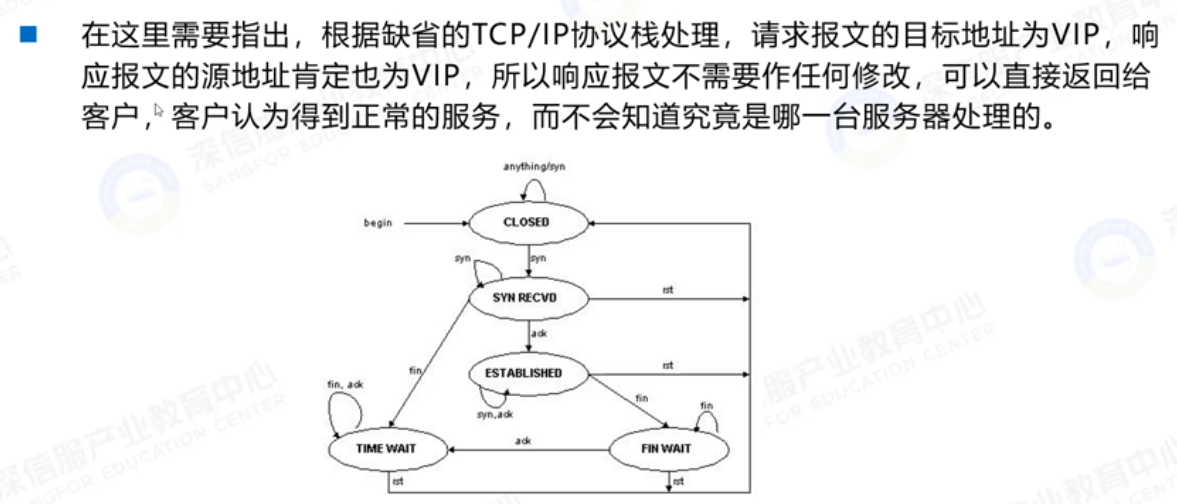 在这里需要指出，根据缺省的TCP/IP协议栈处理，请求报文的目标地址为VIP，响
应报文的源地址肯定也为VIP，所以响应报文不需要作任何修改，可以直接返回给
客户，客户认为得到正常的服务，而不会知道究竟是哪一台服务器处理的。
anything/syn
begin
CLOSED
syn
syn
SYN RECVD
rst
ack
fin
ESTABLISHED
rst
fin, ack
syn,ack
fin
fin
TIME WAIT
ack
FIN WAIT
rst
rst
深信服产业教育中心
SANGFOR EDUCATION CENTER
服产业教育中心
FOR EDUCATION CENTER
深信服产业教育中心
SANGFOR EDUCATION CENTER